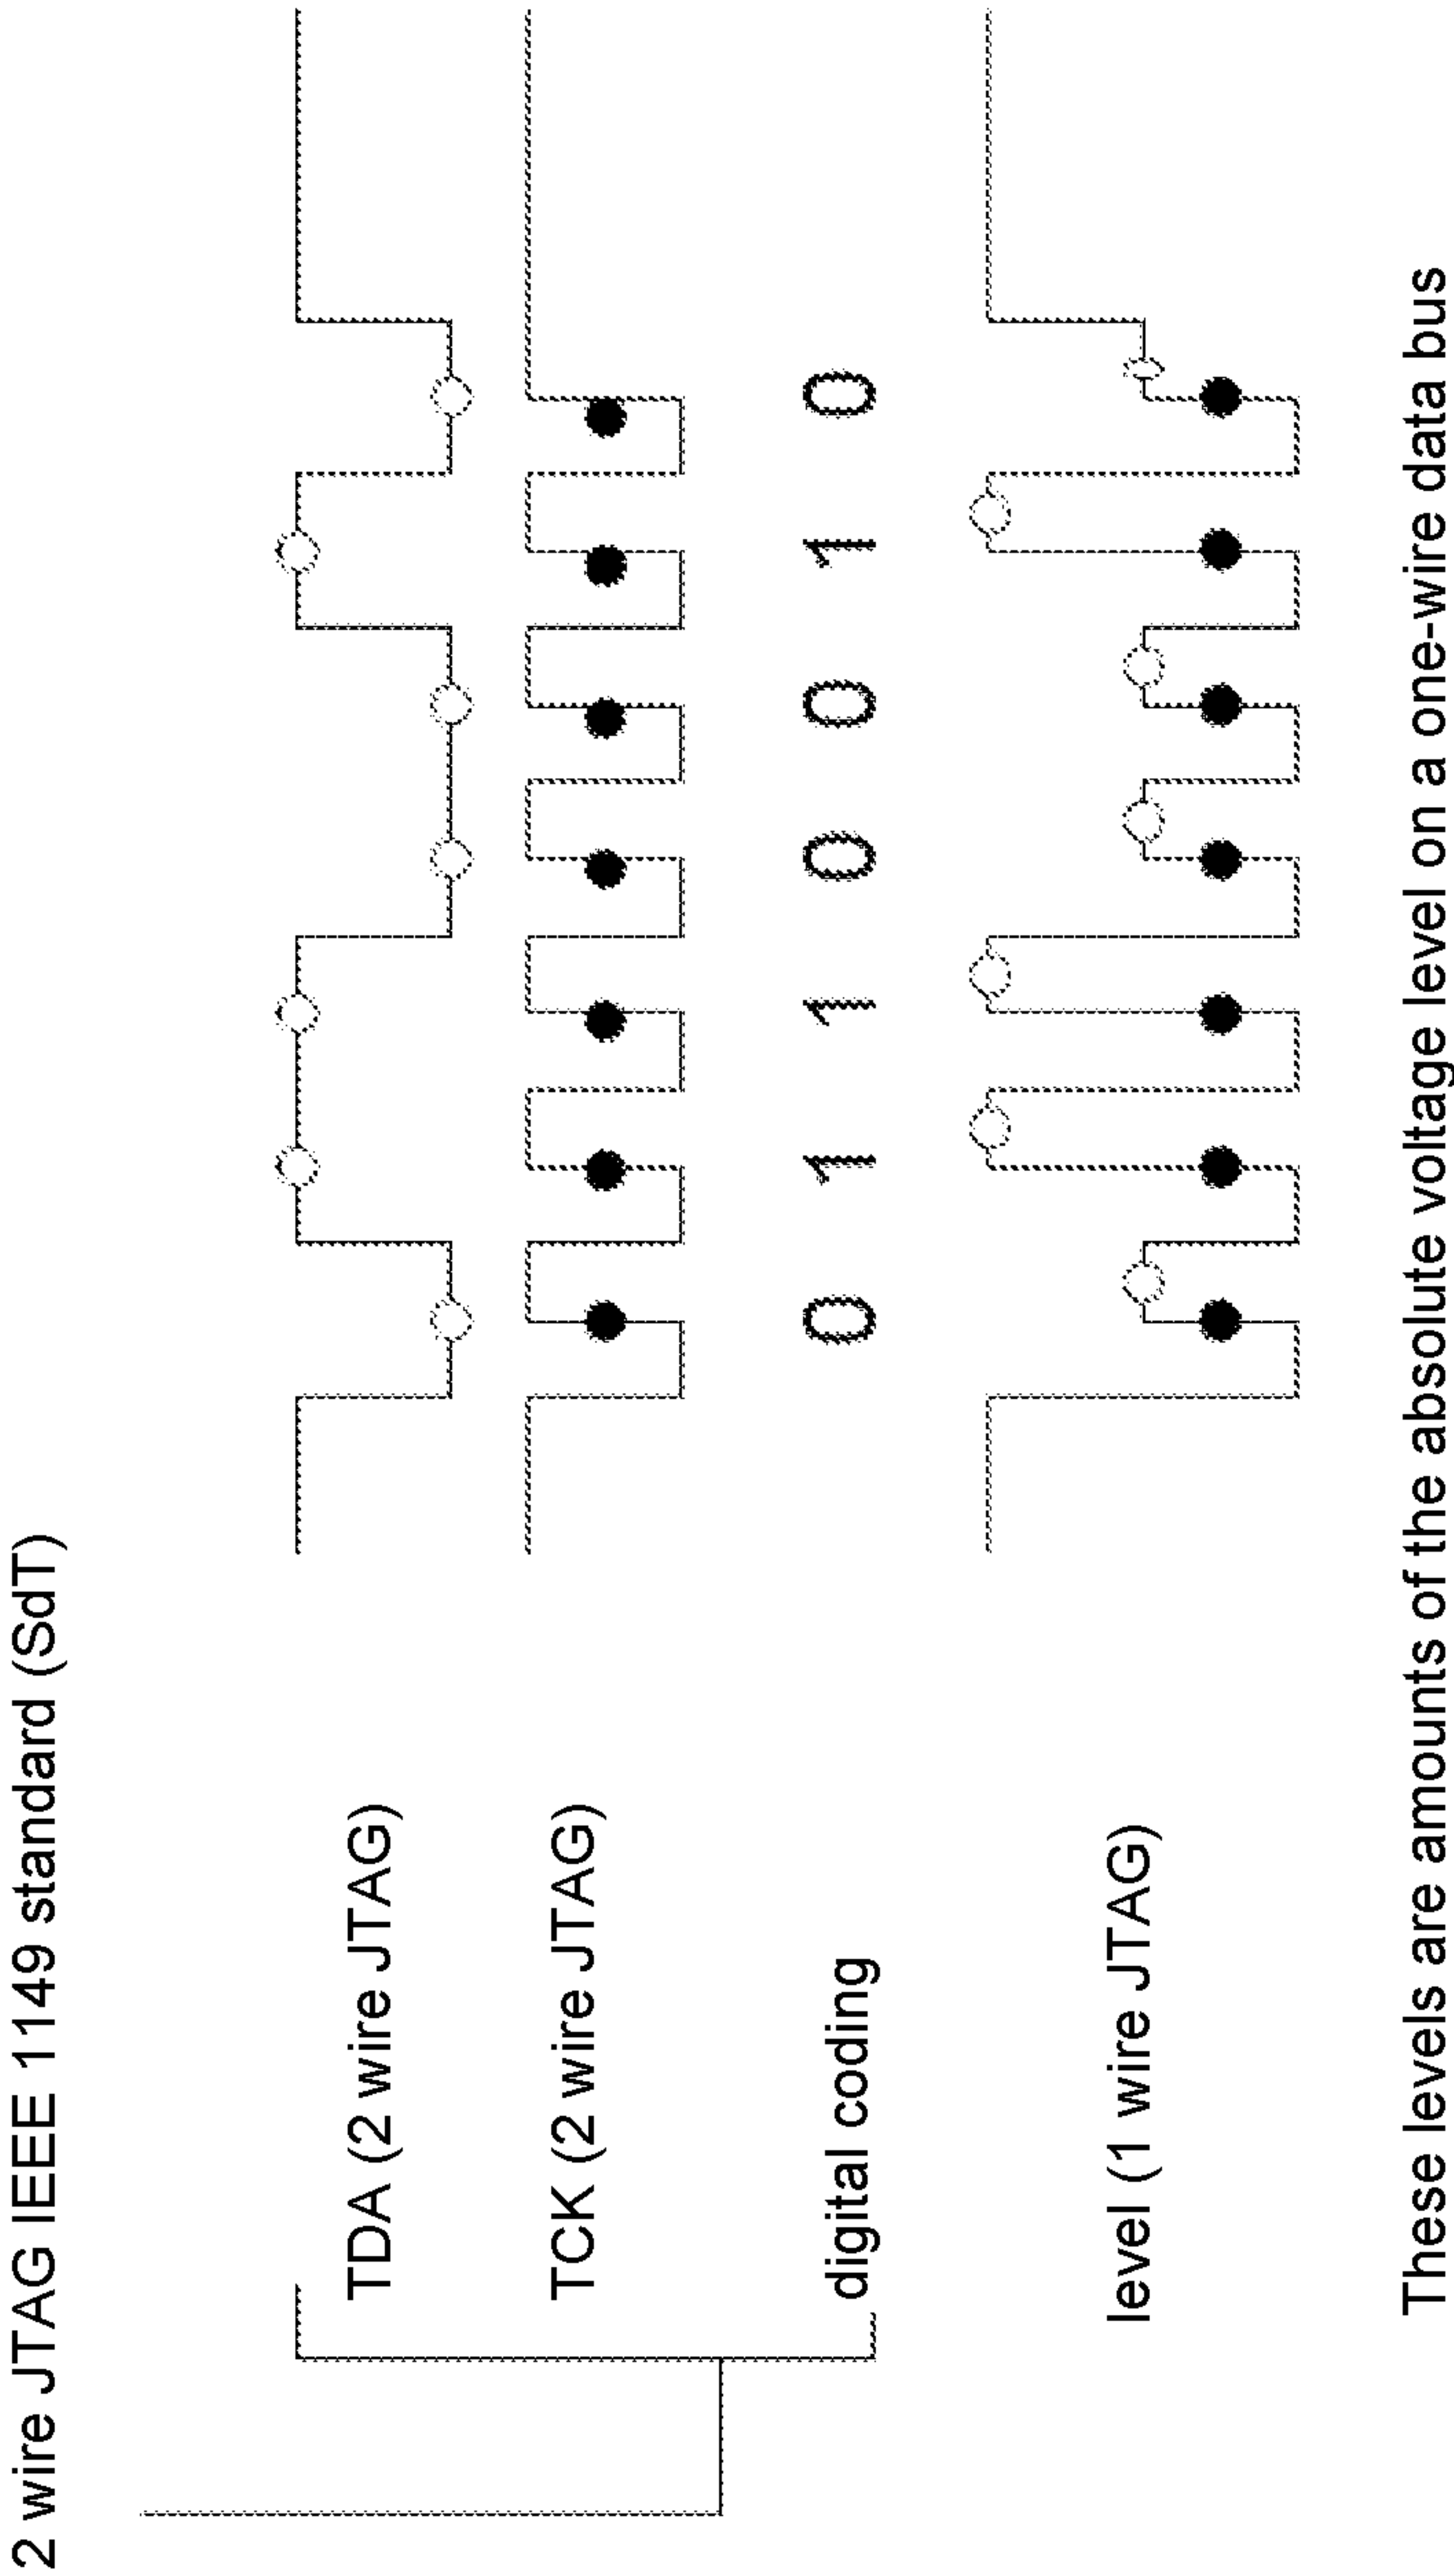 2 wire JTAG IEEE 1149 standard (SdT)
TDA (2 wire JTAG)
TCK (2 wire JTAG)
digital coding 0 1 1 0 0 1 0
level (1 wire JTAG)
These levels are amounts of the absolute voltage level on a one-wire data bus